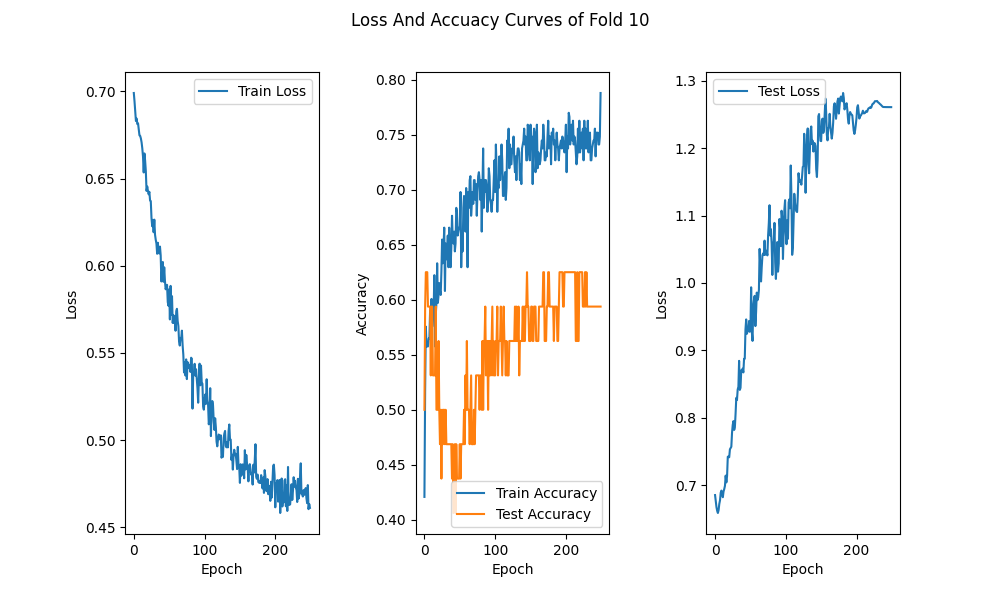 Loss And Accuacy Curves of Fold 10
0.70
0.65
0.60
0.55
0.50
0.45
Loss
0 100 200
Epoch
Train Loss
0.80
0.75
0.70
0.65
0.60
0.55
0.50
0.45
0.40
Accuracy
0 100 200
Epoch
Train Accuracy
Test Accuracy
1.3
1.2
1.1
1.0
0.9
0.8
0.7
Loss
0 100 200
Epoch
Test Loss